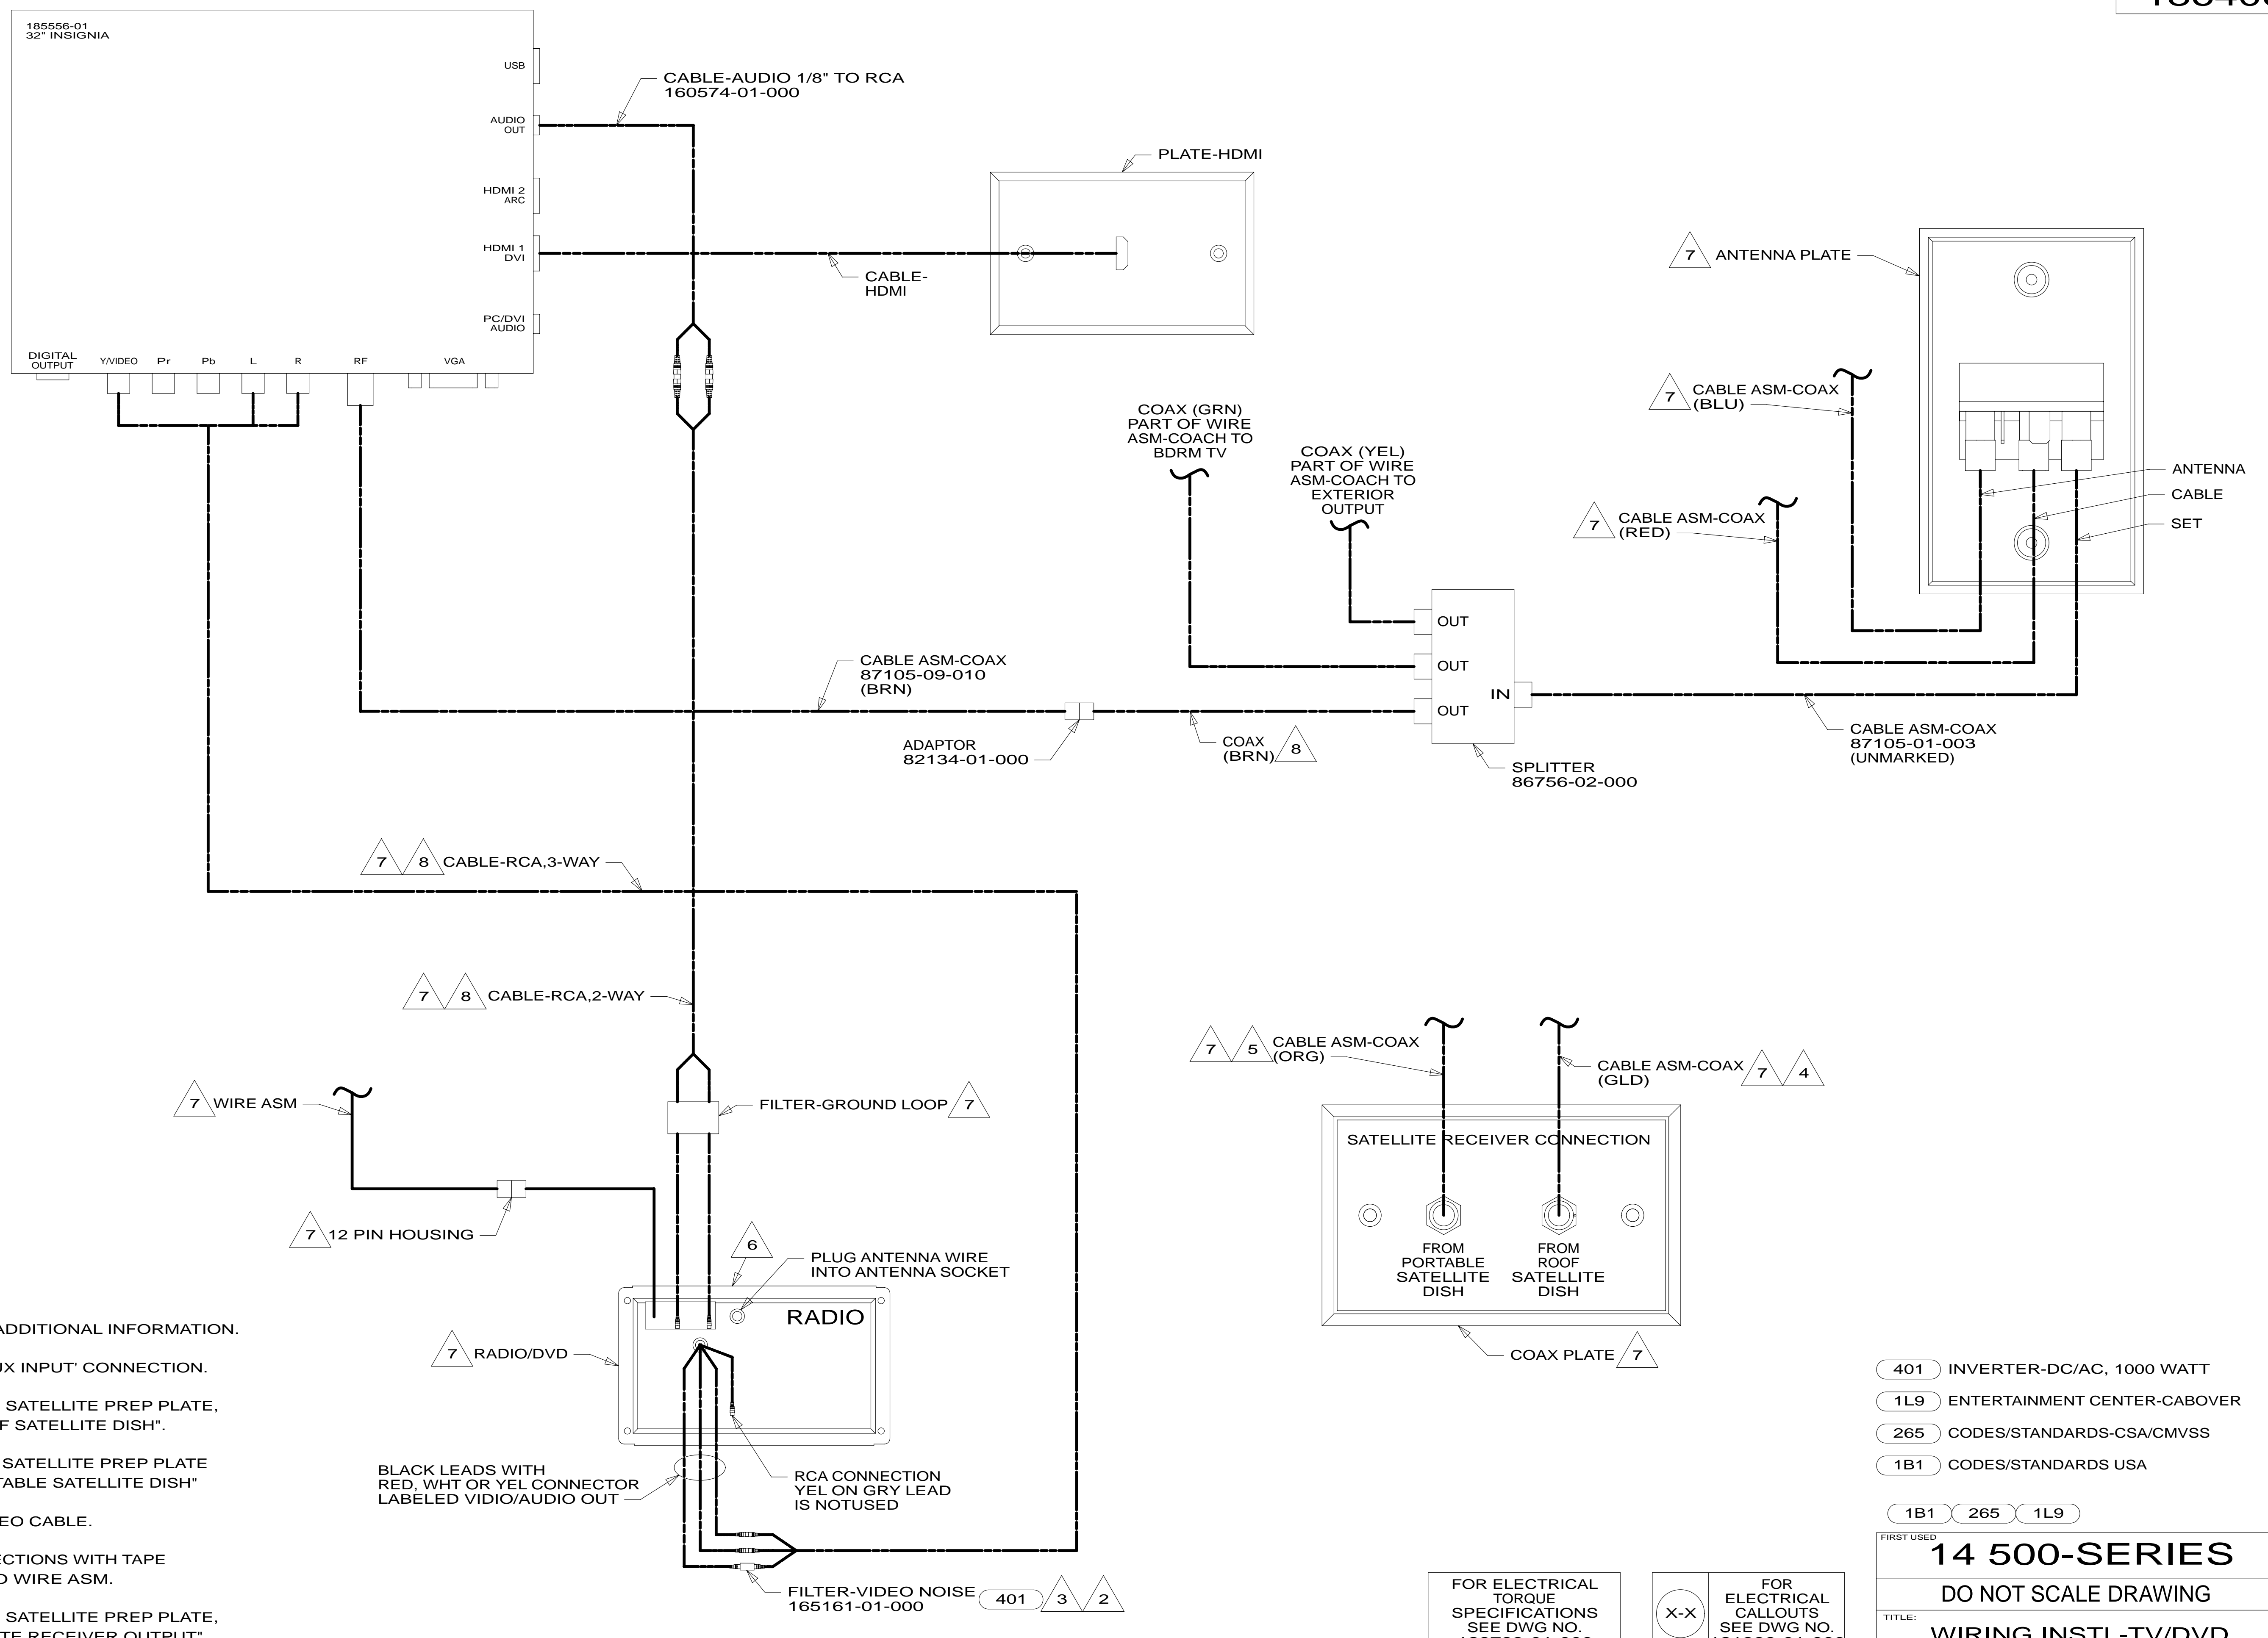 185556-01
32" INSIGNIA
USB
AUDIO
OUT
HDMI 2
ARC
HDMI 1
DVI
PC/DVI
AUDIO
DIGITAL
OUTPUT
Y/VIDEO
Pr
Pb
L
R
RF
VGA
CABLE-AUDIO 1/8" TO RCA
160574-01-000
PLATE-HDMI
CABLE-
HDMI
7 ANTENNA PLATE
7 CABLE ASM-COAX
(BLU)
7 CABLE ASM-COAX
(RED)
ANTENNA
CABLE
SET
COAX (GRN)
PART OF WIRE
ASM-COACH TO
BDRM TV
COAX (YEL)
PART OF WIRE
ASM-COACH TO
EXTERIOR
OUTPUT
OUT
OUT
OUT
IN
CABLE ASM-COAX
87105-09-010
(BRN)
ADAPTOR
82134-01-000
COAX
(BRN) 8
SPLITTER
86756-02-000
CABLE ASM-COAX
87105-01-003
(UNMARKED)
7 8 CABLE-RCA,3-WAY
7 8 CABLE-RCA,2-WAY
7 WIRE ASM
FILTER-GROUND LOOP 7
7 12 PIN HOUSING
6
PLUG ANTENNA WIRE
INTO ANTENNA SOCKET
RADIO
7 RADIO/DVD
BLACK LEADS WITH
RED, WHT OR YEL CONNECTOR
LABELED VIDIO/AUDIO OUT
RCA CONNECTION
YEL ON GRY LEAD
IS NOTUSED
FILTER-VIDEO NOISE 401 3 2
165161-01-000
7 5 CABLE ASM-COAX
(ORG)
CABLE ASM-COAX 7 4
(GLD)
SATELLITE RECEIVER CONNECTION
FROM
PORTABLE
SATELLITE
DISH
FROM
ROOF
SATELLITE
DISH
COAX PLATE 7
ADDITIONAL INFORMATION.
INPUT' CONNECTION.
SATELLITE PREP PLATE,
SATELLITE DISH".
SATELLITE PREP PLATE
SATELLITE DISH"
CABLE.
WITH TAPE
WIRE ASM.
SATELLITE PREP PLATE,
RECEIVER OUTPUT"
401 INVERTER-DC/AC, 1000 WATT
1L9 ENTERTAINMENT CENTER-CABOVER
265 CODES/STANDARDS-CSA/CMVSS
1B1 CODES/STANDARDS USA
1B1 265 1L9
FIRST USED
14 500-SERIES
DO NOT SCALE DRAWING
TITLE:
WIRING INSTL-TV/DVD
FOR ELECTRICAL
TORQUE
SPECIFICATIONS
SEE DWG NO.
X-X
FOR
ELECTRICAL
CALLOUTS
SEE DWG NO.